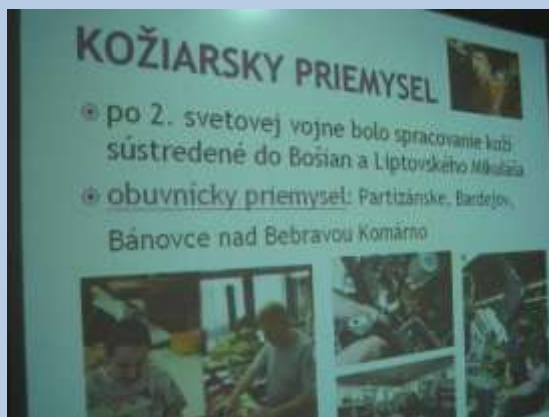 KOŽIARSKY PRIEMYSEL
po 2. svetovej vojne bolo spracovanie koží
sústredené do Bošian a Liptovského Mikuláša
obuvnícky priemysel: Partizánske, Bardejov,
Bánovce nad Bebravou Komárno